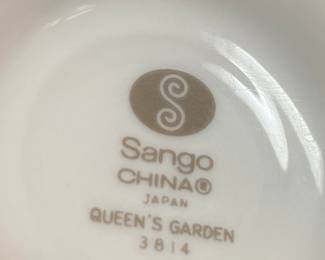 S
Sango
CHINA®
JAPAN
QUEEN'S GARDEN
3814